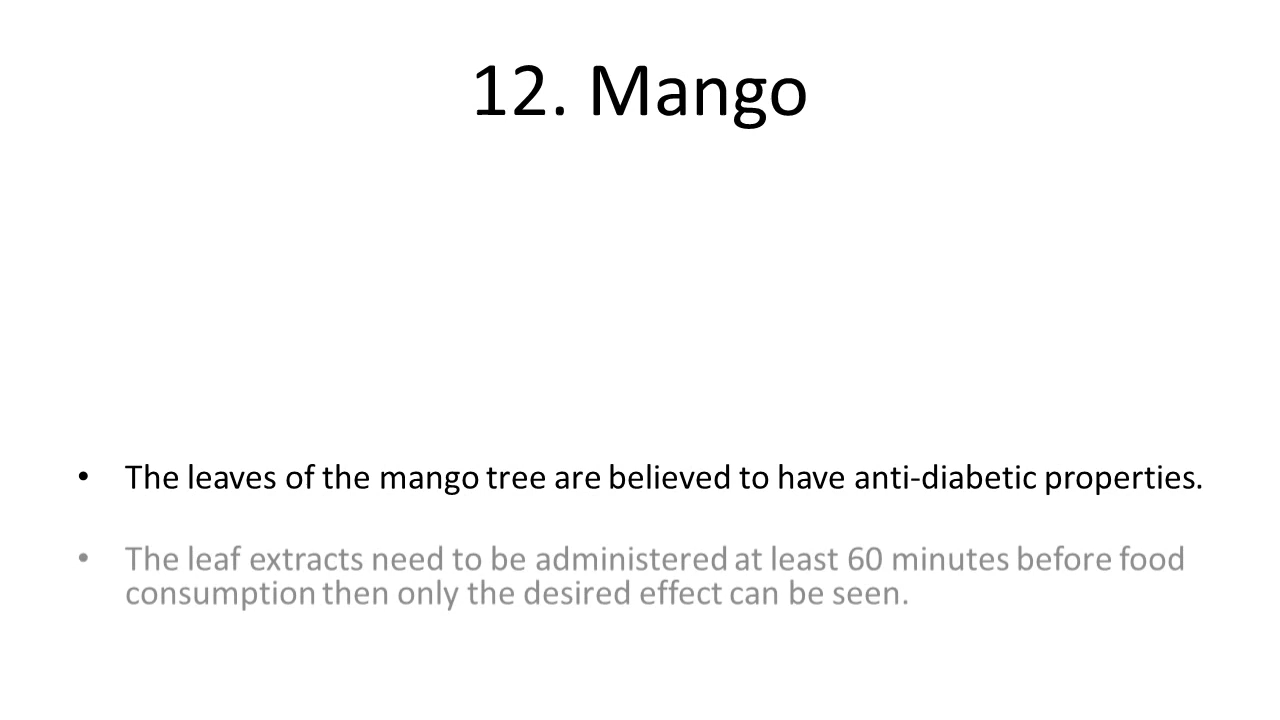 12. Mango
• The leaves of the mango tree are believed to have anti-diabetic properties.
• The leaf extracts need to be administered at least 60 minutes before food
consumption then only the desired effect can be seen.